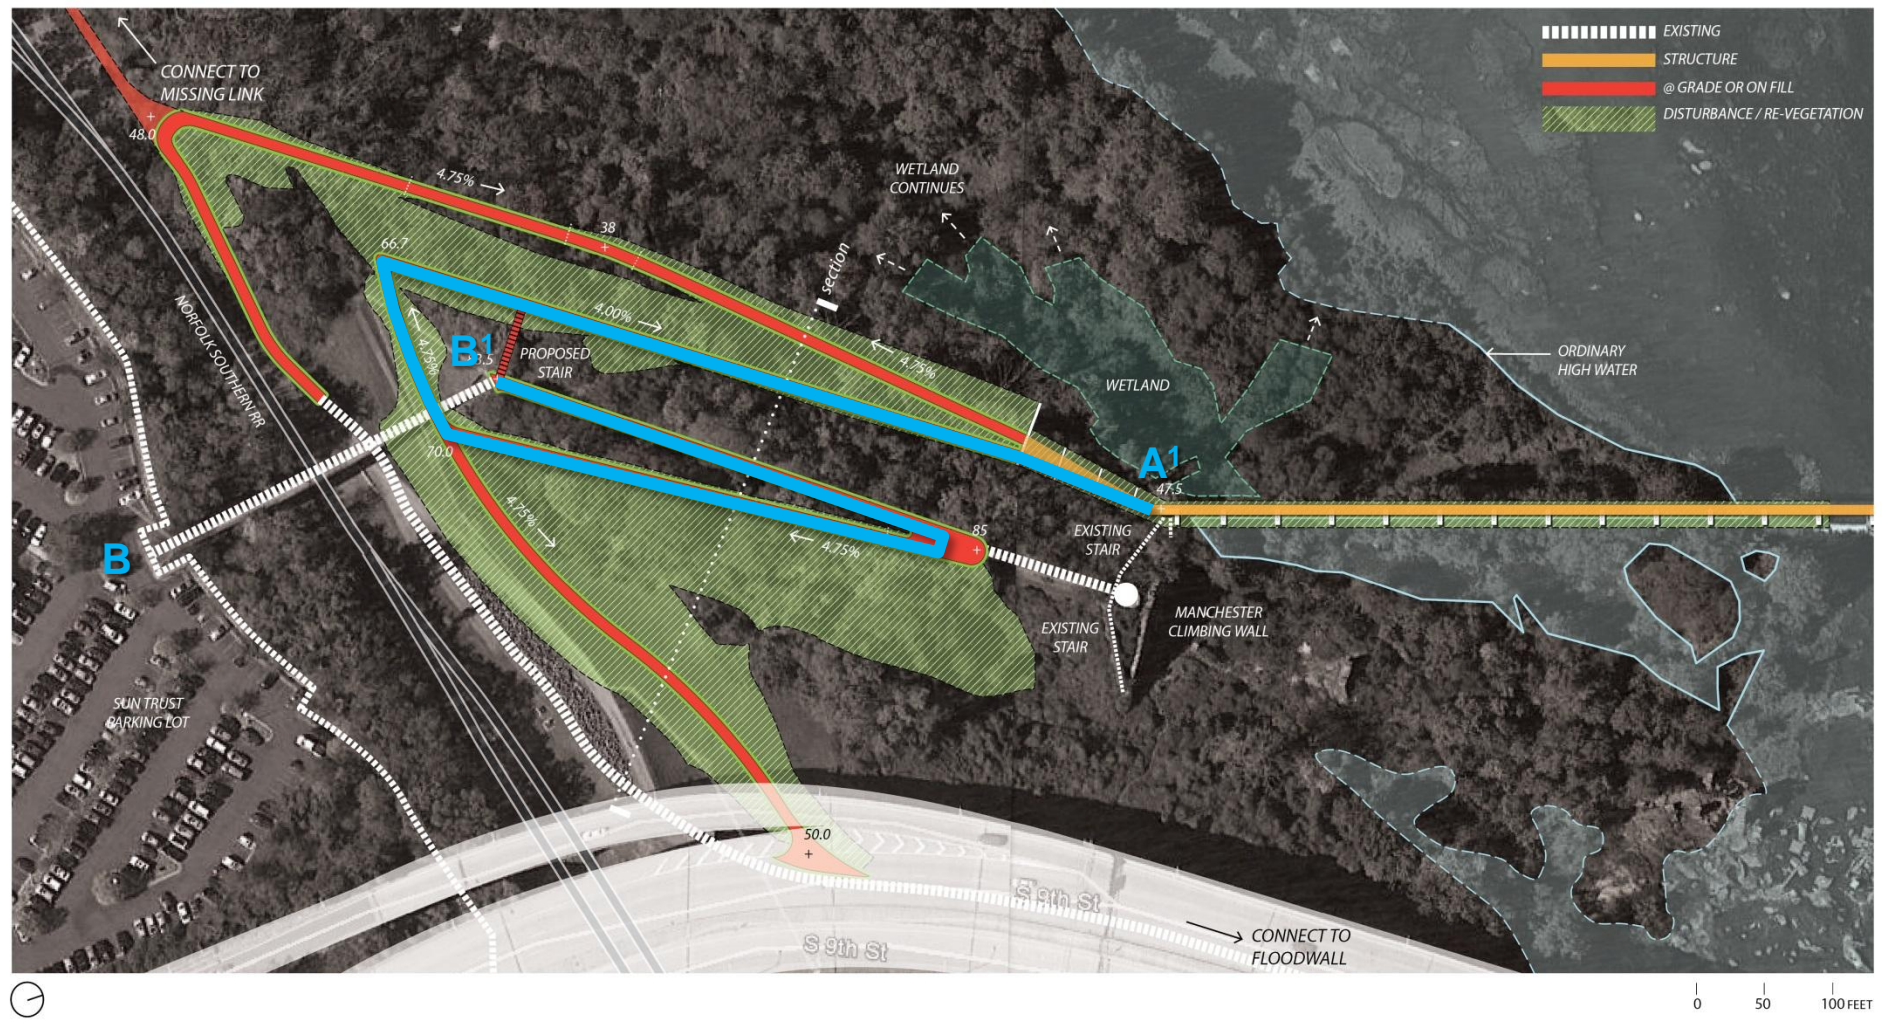 EXISTING
STRUCTURE
@ GRADE OR ON FILL
DISTURBANCE / RE-VEGETATION
CONNECT TO
MISSING LINK
48.0
4.75%
38
WETLAND
CONTINUES
section
66.7
4.00%
NORFOLK SOUTHERN RR
4.75%
B1
PROPOSED
STAIR
4.75%
WETLAND
ORDINARY
HIGH WATER
A1
47.5
70.0
4.75%
4.75%
85
EXISTING
STAIR
B
EXISTING
STAIR
MANCHESTER
CLIMBING WALL
SUN TRUST
PARKING LOT
50.0
S 9th St
S 9th St
CONNECT TO
FLOODWALL
0 50 100 FEET